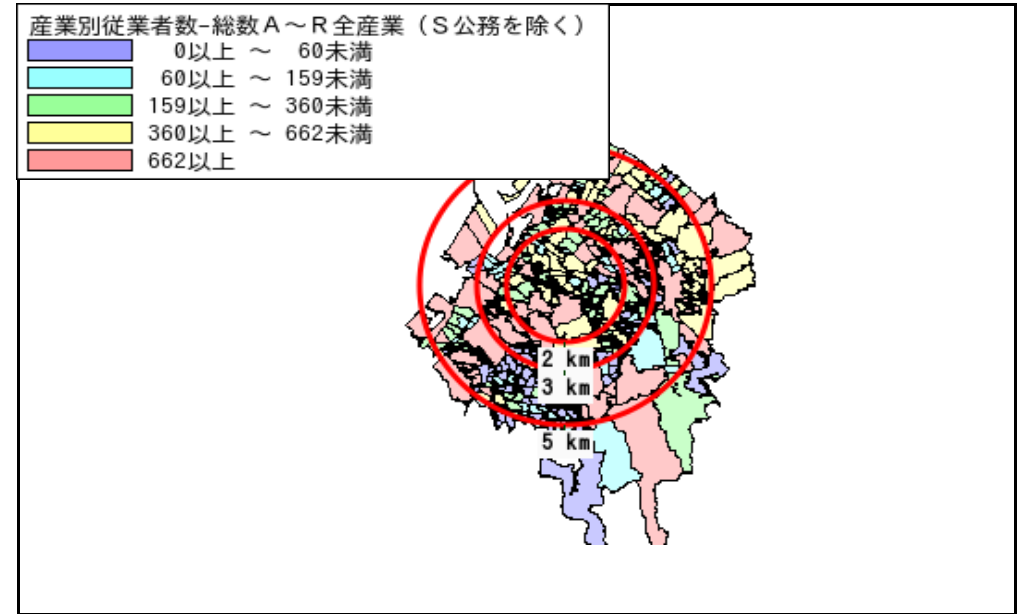 産業別従業者数-総数A～R全産業（S公務を除く）
0以上 ～ 60未満
60以上 ～ 159未満
159以上 ～ 360未満
360以上 ～ 662未満
662以上
2 km
3 km
5 km